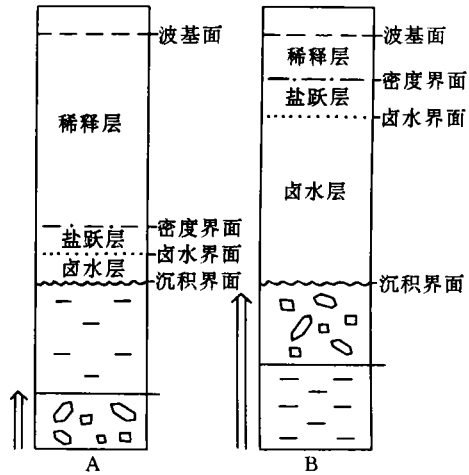 波基面
稀释层
密度界面
盐跃层
卤水界面
卤水层
沉积界面
A
波基面
稀释层
密度界面
盐跃层
卤水界面
卤水层
沉积界面
B